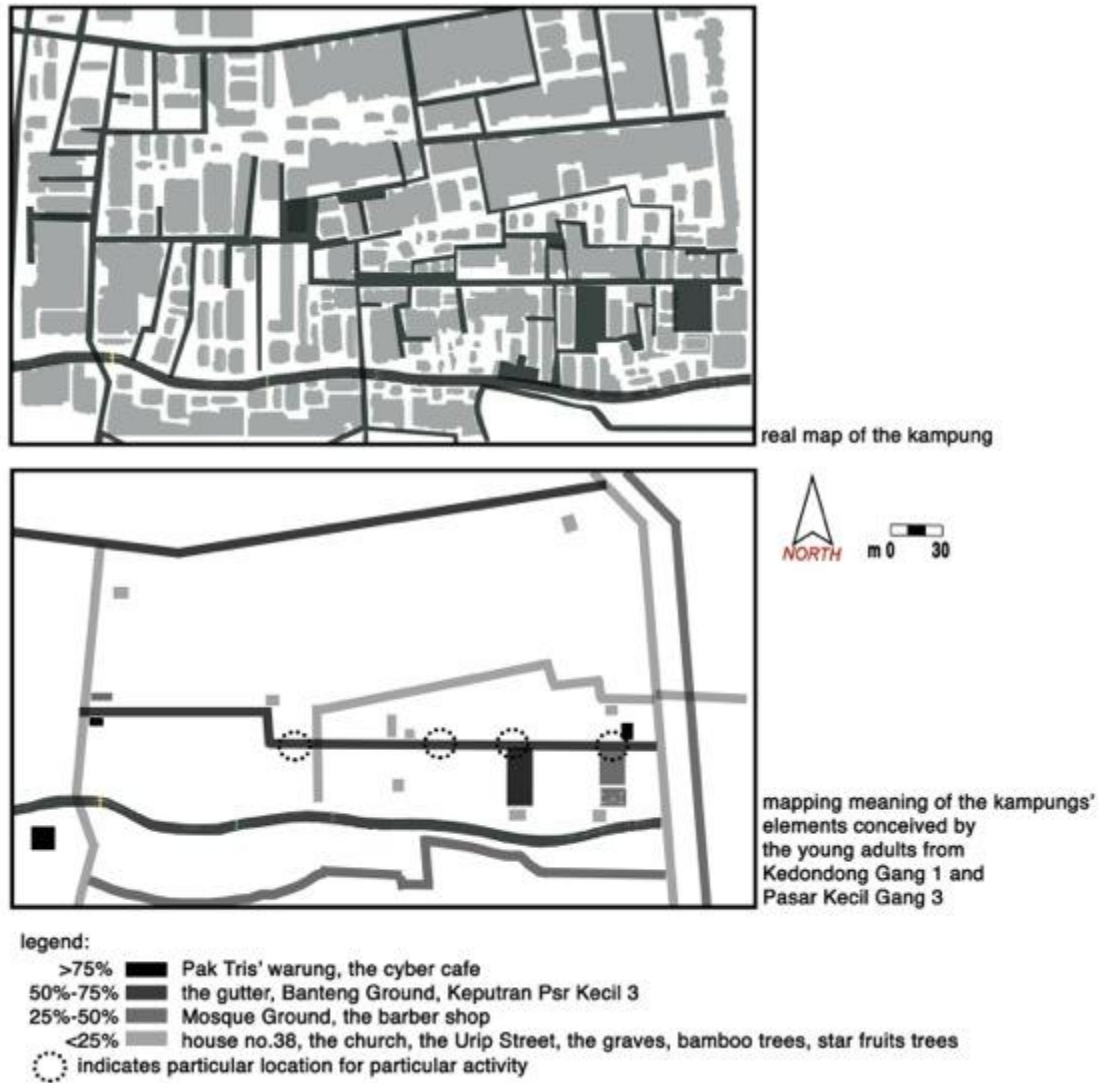 real map of the kampung
NORTH
m 0 30
mapping meaning of the kampungs'
elements conceived by
the young adults from
Kedondong Gang 1 and
Pasar Kecil Gang 3
legend:
>75% Pak Tris' warung, the cyber cafe
50%-75% the gutter, Banteng Ground, Keputran Psr Kecil 3
25%-50% Mosque Ground, the barber shop
<25% house no.38, the church, the Urip Street, the graves, bamboo trees, star fruits trees
indicates particular location for particular activity